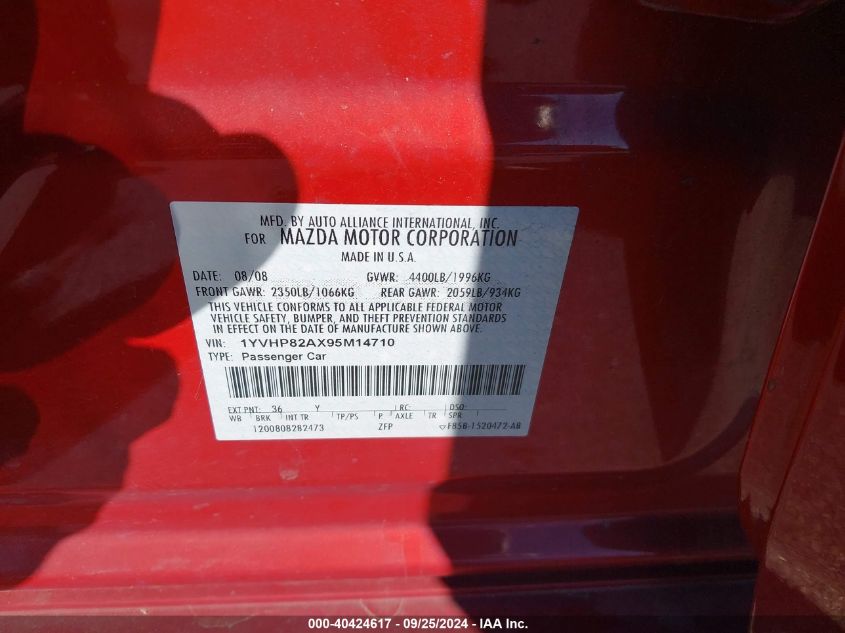 MFD. BY AUTO ALLIANCE INTERNATIONAL, INC.
FOR MAZDA MOTOR CORPORATION
MADE IN U.S.A.
DATE: 08/08 GVWR: 4400LB/1996KG
FRONT GAWR: 2350LB/1066KG REAR GAWR: 2059LB/934KG
THIS VEHICLE CONFORMS TO ALL APPLICABLE FEDERAL MOTOR
VEHICLE SAFETY, BUMPER, AND THEFT PREVENTION STANDARDS
IN EFFECT ON THE DATE OF MANUFACTURE SHOWN ABOVE.
VIN: 1YVHP82AX95M14710
TYPE: Passenger Car
EXT PNT: 36 Y RC: DSO:
WB BRK INT TR TP/PS P AXLE TR SPR
1200808282473 ZFP F85B-1520472-AB
000-40424617 - 09/25/2024 - IAA Inc.